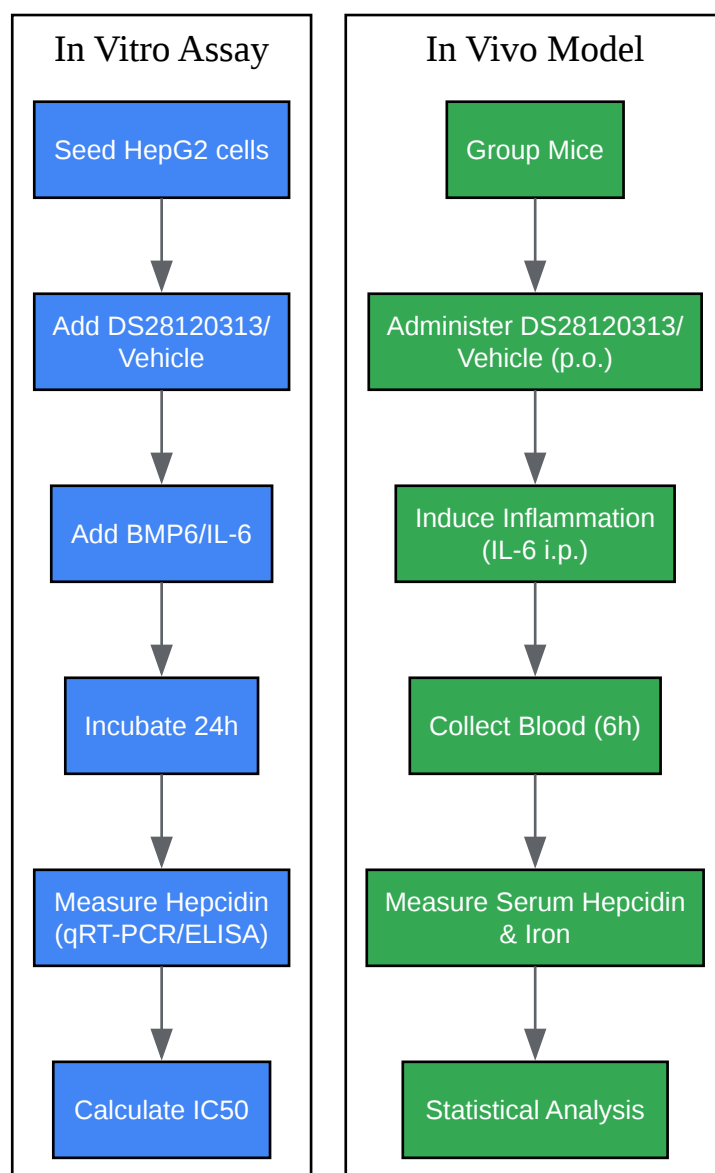 In Vitro Assay
Seed HepG2 cells
Add DS28120313/
Vehicle
Add BMP6/IL-6
Incubate 24h
Measure Hepcidin
(qRT-PCR/ELISA)
Calculate IC50
In Vivo Model
Group Mice
Administer DS28120313/
Vehicle (p.o.)
Induce Inflammation
(IL-6 i.p.)
Collect Blood (6h)
Measure Serum Hepcidin
& Iron
Statistical Analysis